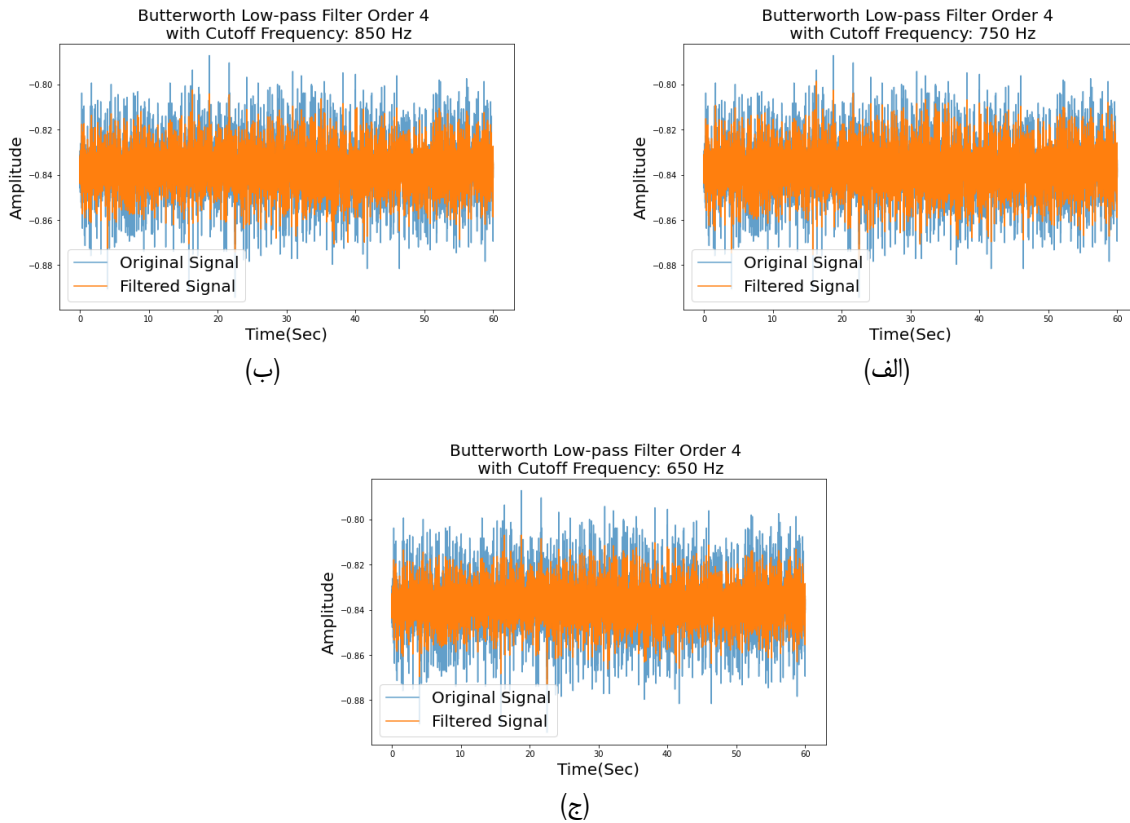 Butterworth Low-pass Filter Order 4
with Cutoff Frequency: 850 Hz
Amplitude
−0.80
−0.82
−0.84
−0.86
−0.88
Original Signal
Filtered Signal
0 10 20 30 40 50 60
Time(Sec)
(ب)
Butterworth Low-pass Filter Order 4
with Cutoff Frequency: 750 Hz
Amplitude
−0.80
−0.82
−0.84
−0.86
−0.88
Original Signal
Filtered Signal
0 10 20 30 40 50 60
Time(Sec)
(الف)
Butterworth Low-pass Filter Order 4
with Cutoff Frequency: 650 Hz
Amplitude
−0.80
−0.82
−0.84
−0.86
−0.88
Original Signal
Filtered Signal
0 10 20 30 40 50 60
Time(Sec)
(ج)